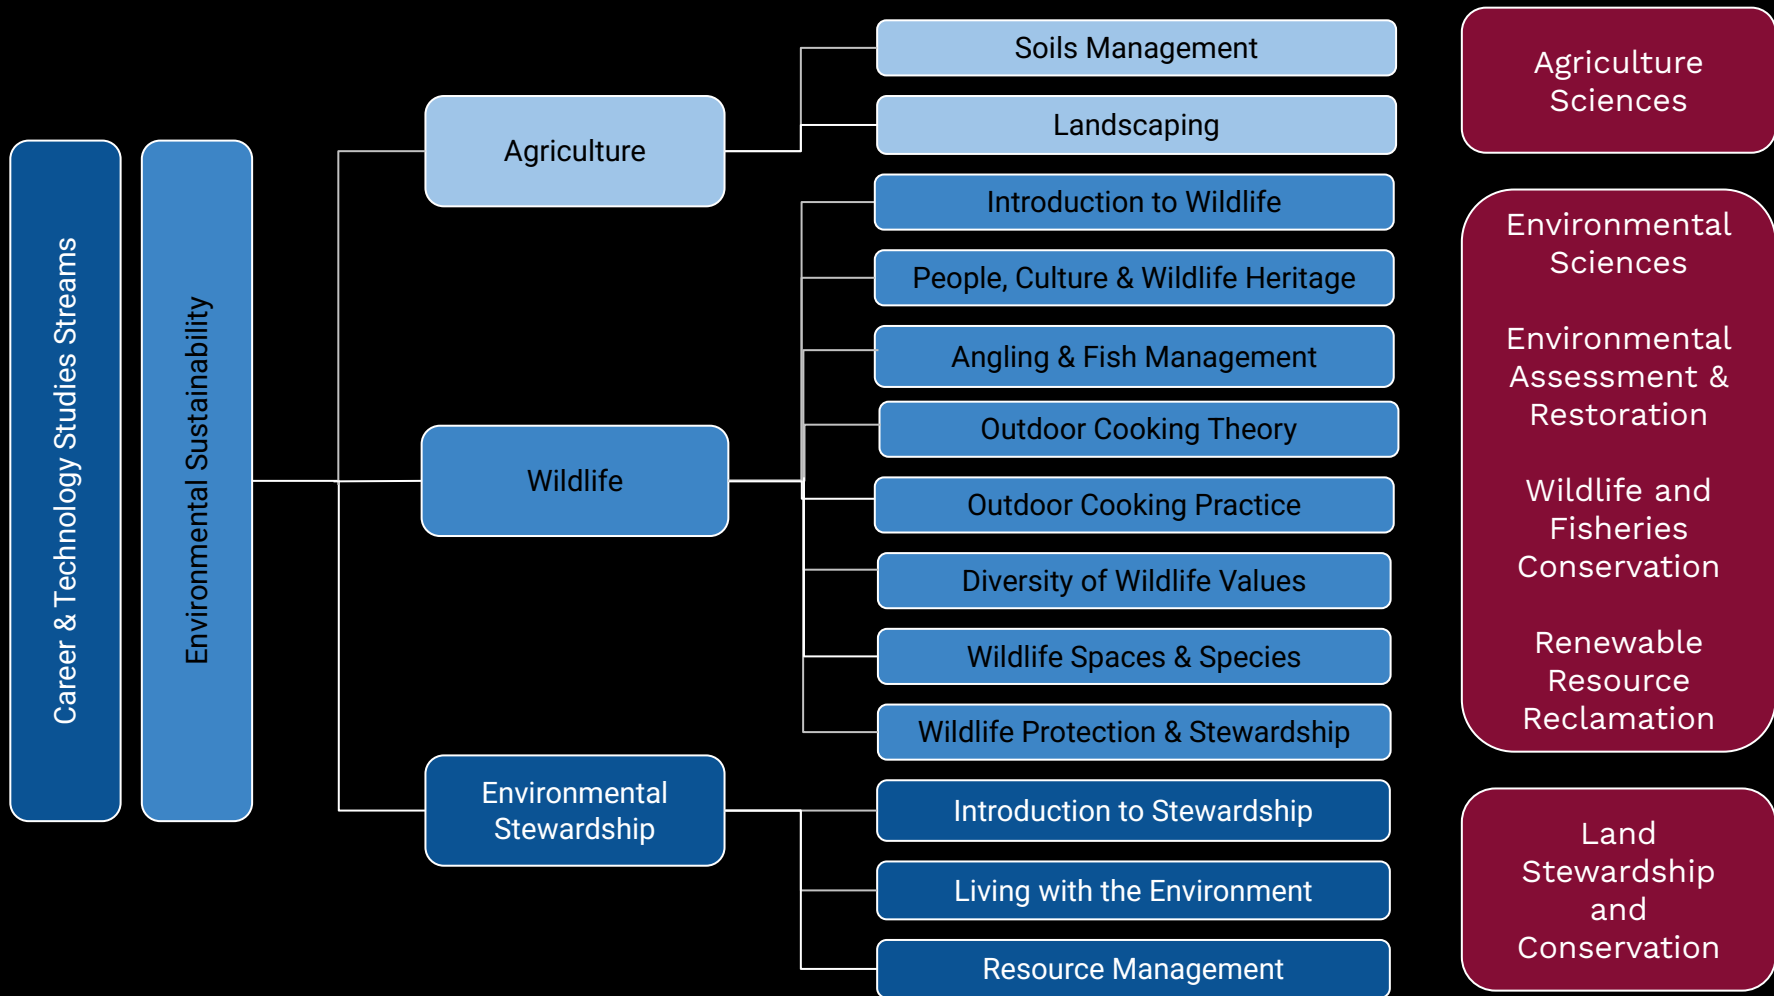 Career & Technology Studies Streams
Environmental Sustainability
Agriculture
Soils Management
Landscaping
Wildlife
Introduction to Wildlife
People, Culture & Wildlife Heritage
Angling & Fish Management
Outdoor Cooking Theory
Outdoor Cooking Practice
Diversity of Wildlife Values
Wildlife Spaces & Species
Wildlife Protection & Stewardship
Environmental
Stewardship
Introduction to Stewardship
Living with the Environment
Resource Management
Agriculture
Sciences
Environmental
Sciences
Environmental
Assessment &
Restoration
Wildlife and
Fisheries
Conservation
Renewable
Resource
Reclamation
Land
Stewardship
and
Conservation